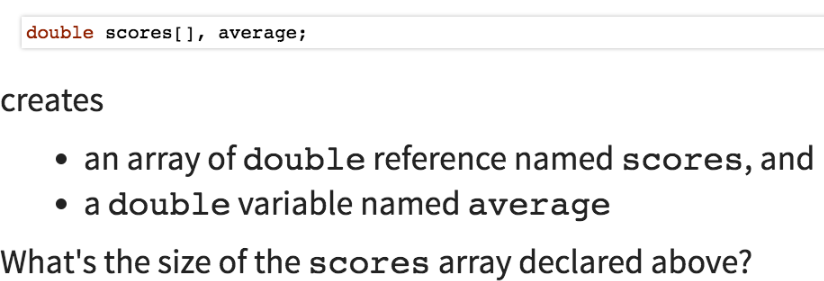 double scores[], average;
creates
• an array of double reference named scores, and
• a double variable named average
What's the size of the scores array declared above?